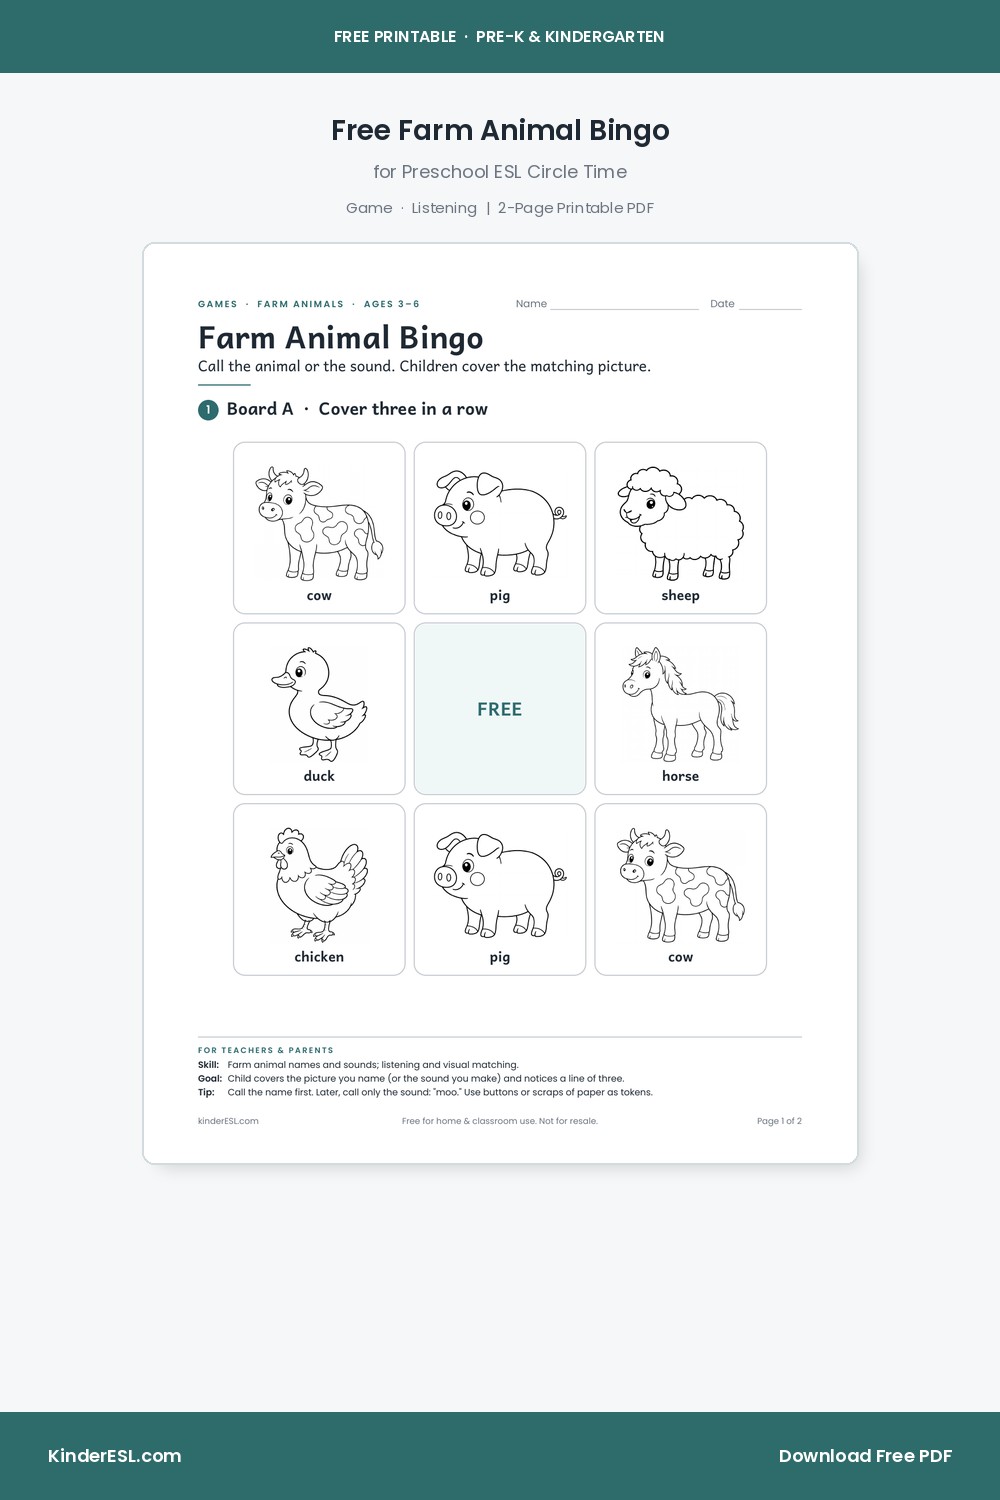 FREE PRINTABLE · PRE-K & KINDERGARTEN
Free Farm Animal Bingo
for Preschool ESL Circle Time
Game · Listening | 2-Page Printable PDF
GAMES · FARM ANIMALS · AGES 3–6
Name
Date
Farm Animal Bingo
Call the animal or the sound. Children cover the matching picture.
1 Board A · Cover three in a row
cow
pig
sheep
duck
FREE
horse
chicken
pig
cow
FOR TEACHERS & PARENTS
Skill: Farm animal names and sounds; listening and visual matching.
Goal: Child covers the picture you name (or the sound you make) and notices a line of three.
Tip: Call the name first. Later, call only the sound: "moo." Use buttons or scraps of paper as tokens.
kinderESL.com
Free for home & classroom use. Not for resale.
Page 1 of 2
KinderESL.com
Download Free PDF